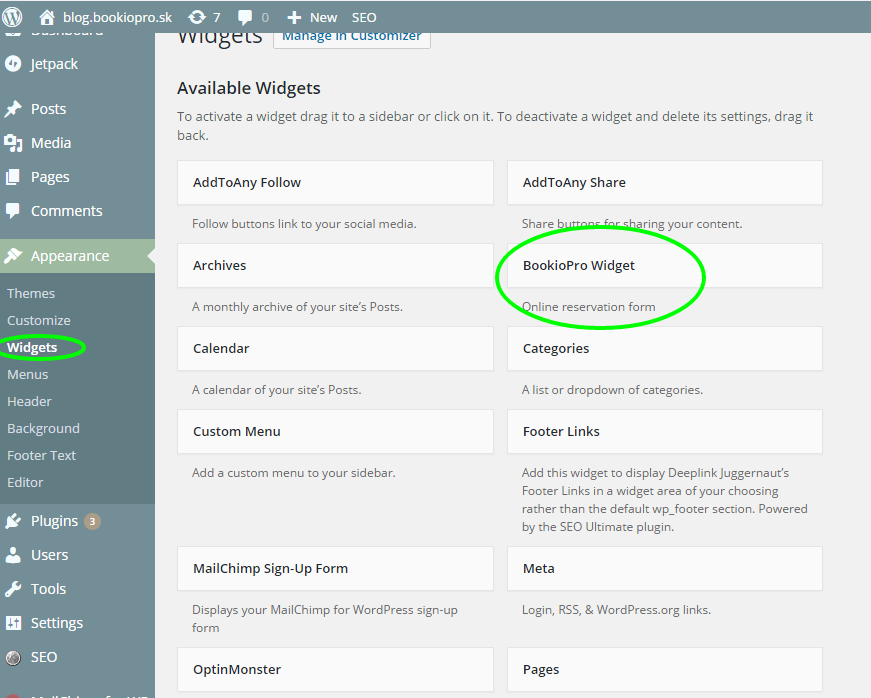 blog.bookiopro.sk 7 0 New SEO
Dashboard
Jetpack
Posts
Media
Pages
Comments
Appearance
Themes
Customize
Widgets
Menus
Header
Background
Footer Text
Editor
Plugins 3
Users
Tools
Settings
SEO
MailChimp for WP
Widgets Manage in Customizer
Available Widgets
To activate a widget drag it to a sidebar or click on it. To deactivate a widget and delete its settings, drag it
back.
AddToAny Follow
Follow buttons link to your social media.
AddToAny Share
Share buttons for sharing your content.
Archives
A monthly archive of your site's Posts.
BookioPro Widget
Online reservation form
Calendar
A calendar of your site's Posts.
Categories
A list or dropdown of categories.
Custom Menu
Add a custom menu to your sidebar.
Footer Links
Add this widget to display Deeplink Juggernaut's
Footer Links in a widget area of your choosing
rather than the default wp_footer section. Powered
by the SEO Ultimate plugin.
MailChimp Sign-Up Form
Displays your MailChimp for WordPress sign-up
form
Meta
Login, RSS, & WordPress.org links.
OptinMonster
Pages